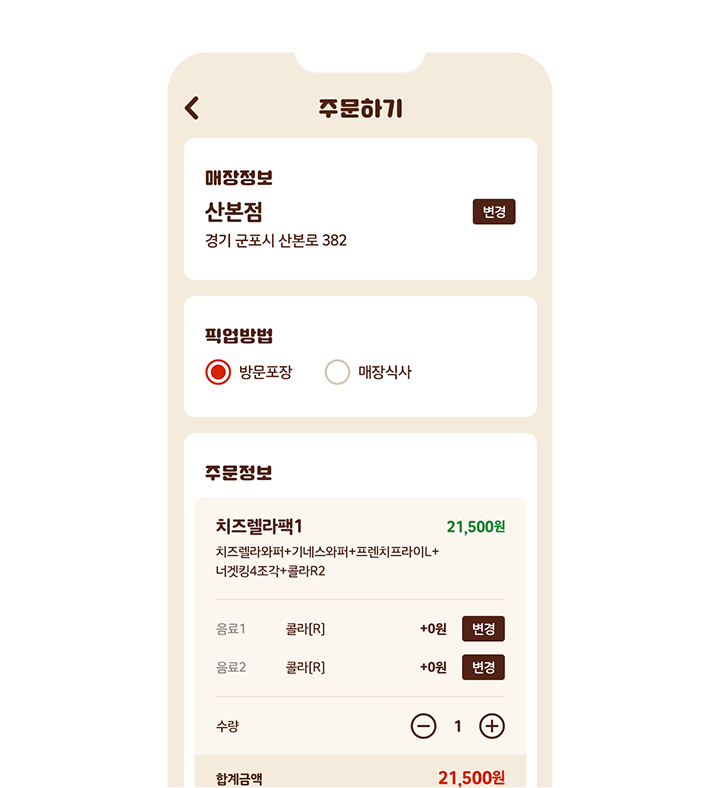 주문하기
매장정보
산본점
변경
경기 군포시 산본로 382
픽업방법
방문포장 매장식사
주문정보
치즈렐라팩1 21,500원
치즈렐라와퍼+기네스와퍼+프렌치프라이L+
너겟킹4조각+콜라R2
음료1 콜라[R] +0원 변경
음료2 콜라[R] +0원 변경
수량 1
합계금액 21,500원